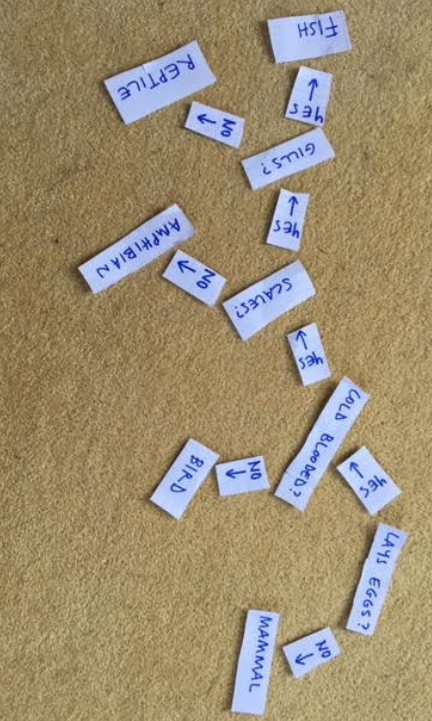 LAYS EGGS?
NO
MAMMAL
YES
COLD BLOODED?
NO
BIRD
YES
SCALES?
NO
AMPHIBIAN
YES
GILLS?
NO
REPTILE
YES
FISH